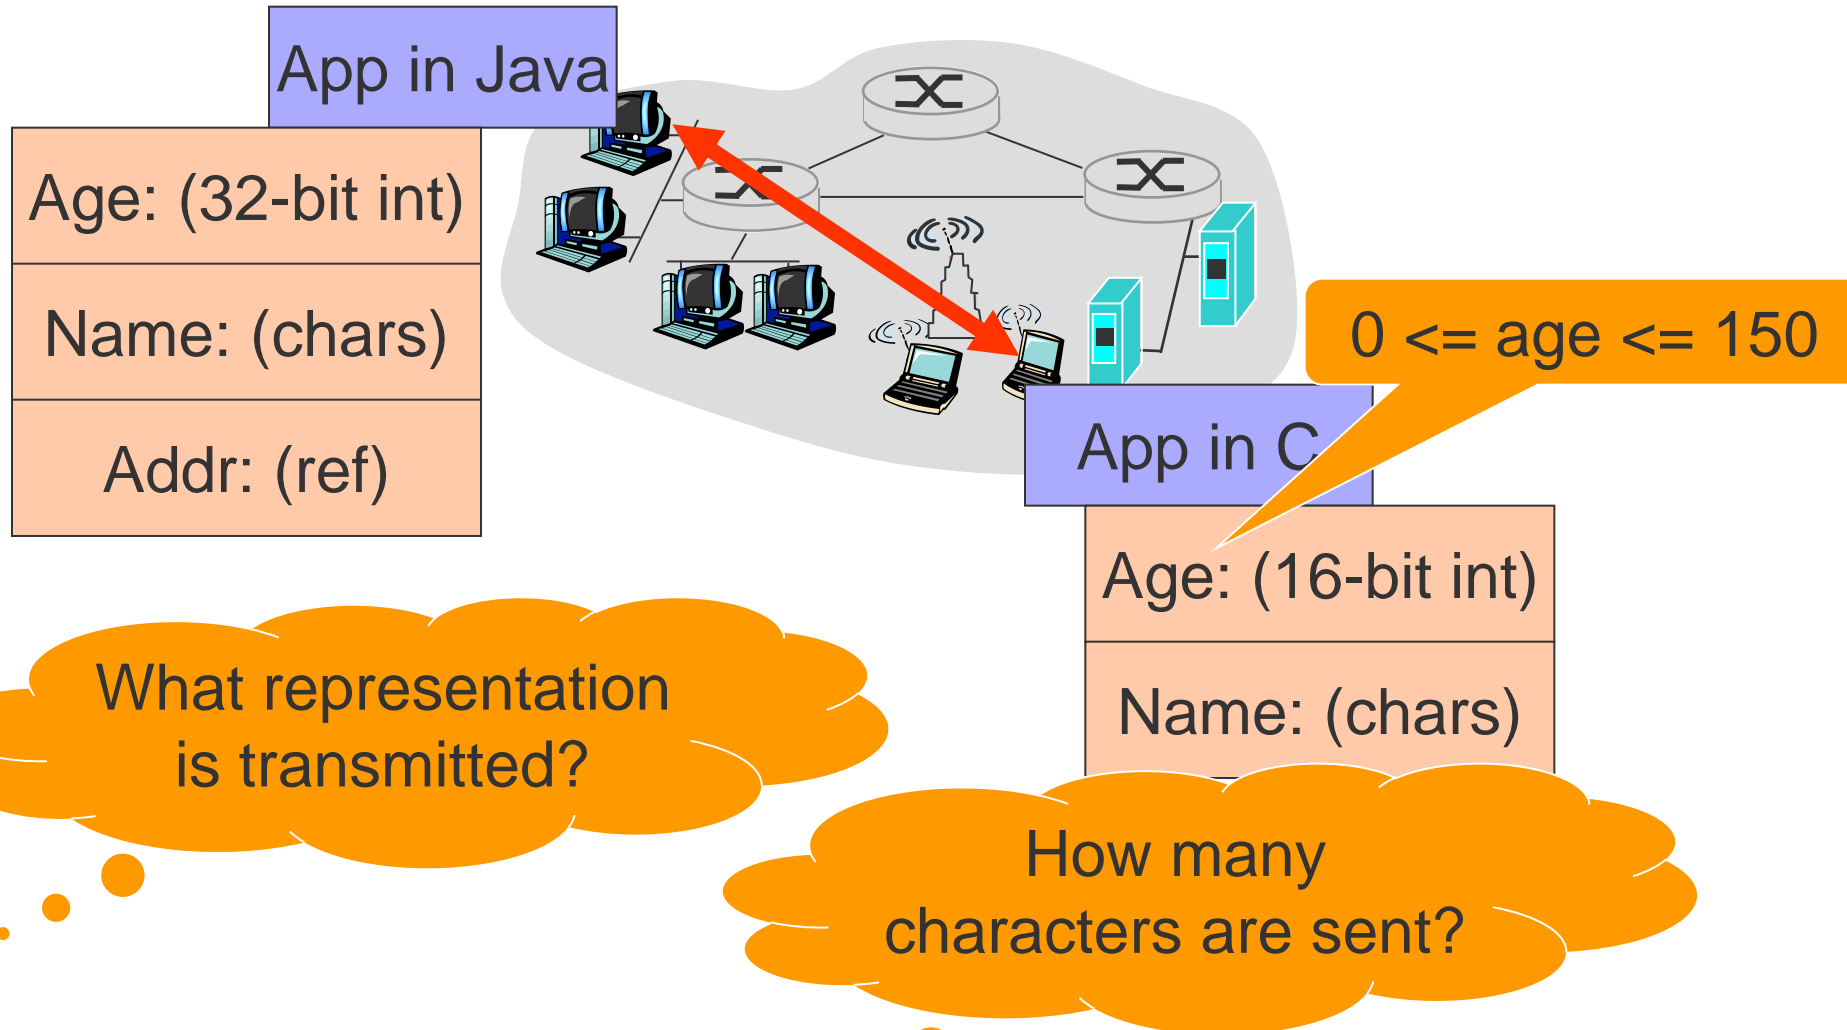 App in Java
Age: (32-bit int)
Name: (chars)
Addr: (ref)
0 <= age <= 150
App in C
Age: (16-bit int)
Name: (chars)
What representation
is transmitted?
How many
characters are sent?